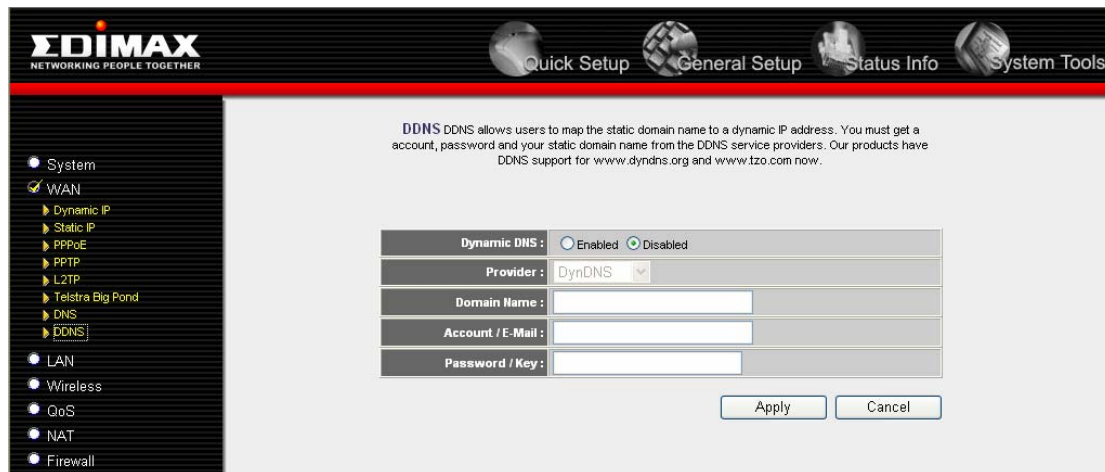 EDIMAX
NETWORKING PEOPLE TOGETHER
Quick Setup
General Setup
Status Info
System Tools
System
WAN
Dynamic IP
Static IP
PPPoE
PPTP
L2TP
Telstra Big Pond
DNS
DDNS
LAN
Wireless
QoS
NAT
Firewall
DDNS DDNS allows users to map the static domain name to a dynamic IP address. You must get a
account, password and your static domain name from the DDNS service providers. Our products have
DDNS support for www.dyndns.org and www.tzo.com now.
Dynamic DNS : Enabled Disabled
Provider : DynDNS
Domain Name :
Account / E-Mail :
Password / Key :
Apply Cancel